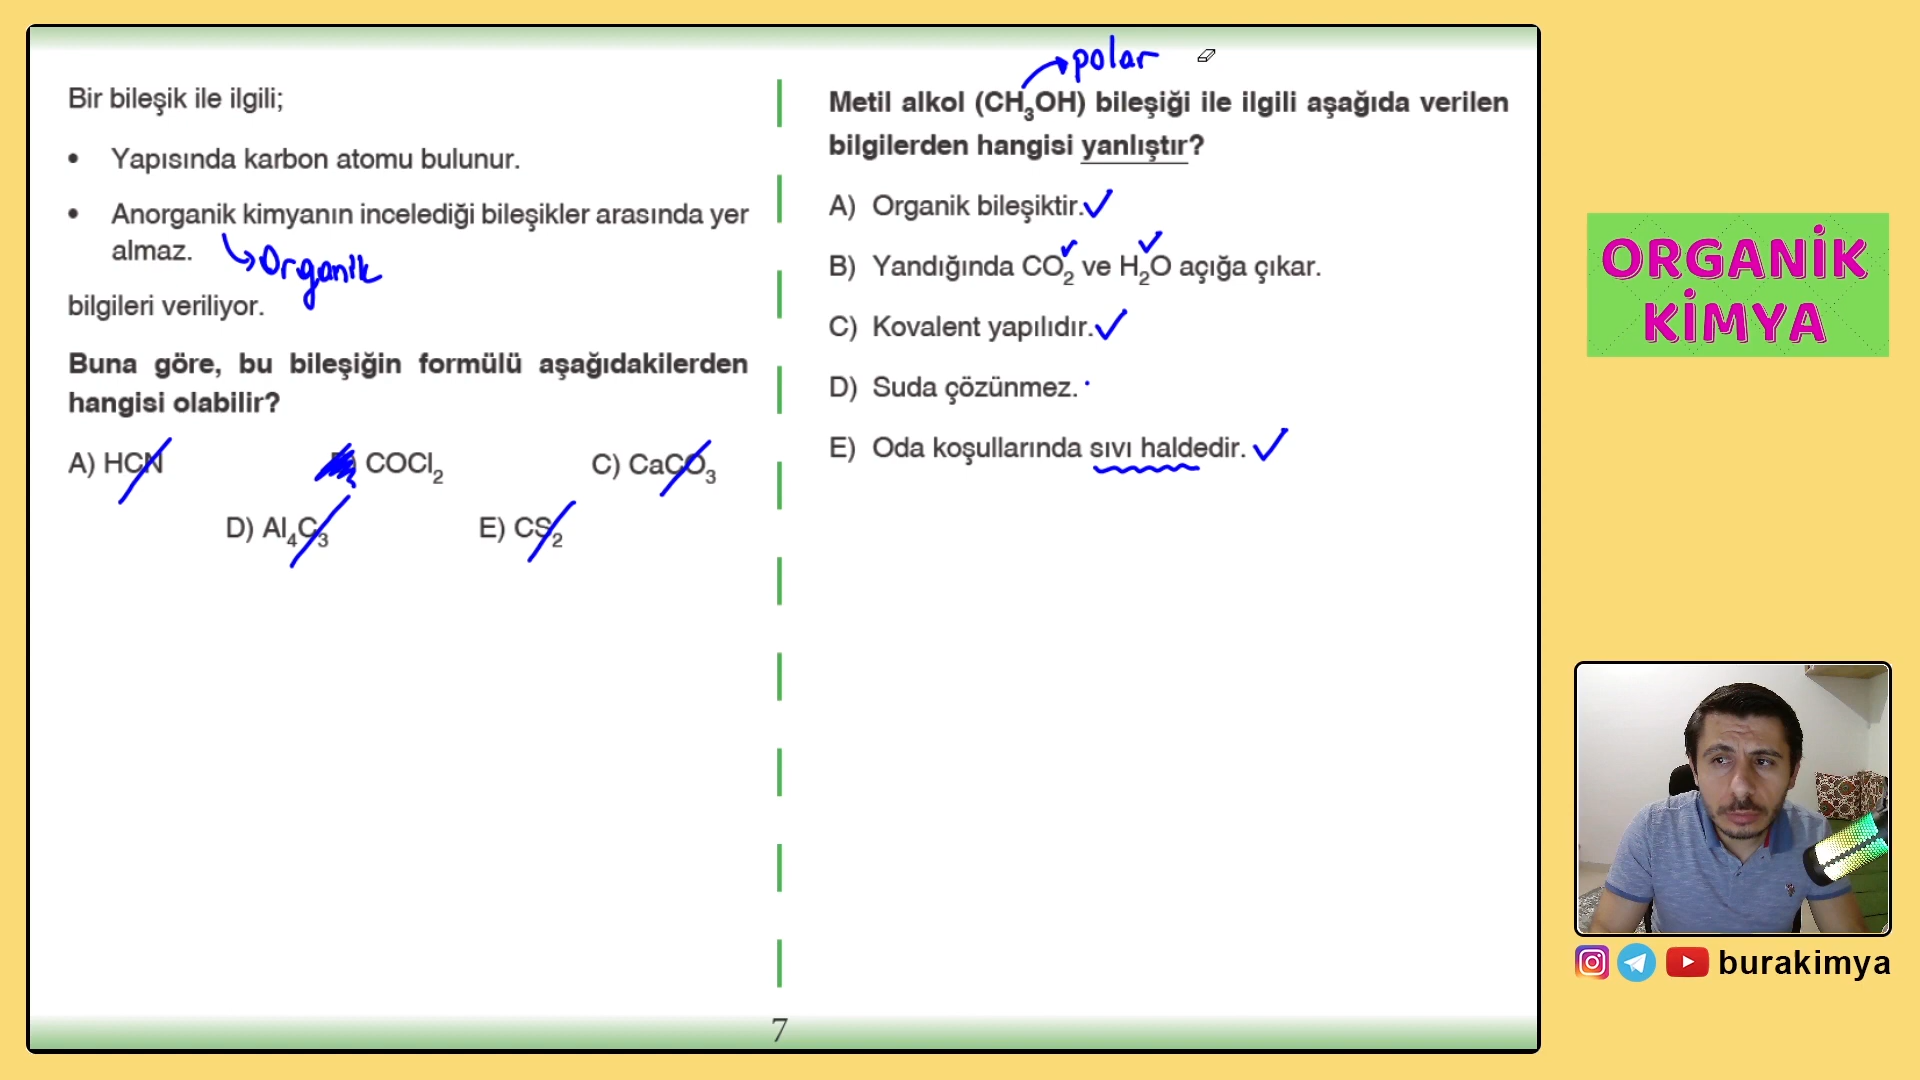 Bir bileşik ile ilgili;
• Yapısında karbon atomu bulunur.
• Anorganik kimyanın incelediği bileşikler arasında yer
almaz.
Organik
bilgileri veriliyor.
Buna göre, bu bileşiğin formülü aşağıdakilerden
hangisi olabilir?
A) HCN
COCl₂
C) CaCO₃
D) Al₄C₃
E) CS₂
polar
Metil alkol (CH₃OH) bileşiği ile ilgili aşağıda verilen
bilgilerden hangisi yanlıştır?
A) Organik bileşiktir.
B) Yandığında CO₂ ve H₂O açığa çıkar.
C) Kovalent yapılıdır.
D) Suda çözünmez.
E) Oda koşullarında sıvı haldedir.
7
ORGANİK
KİMYA
burakimya